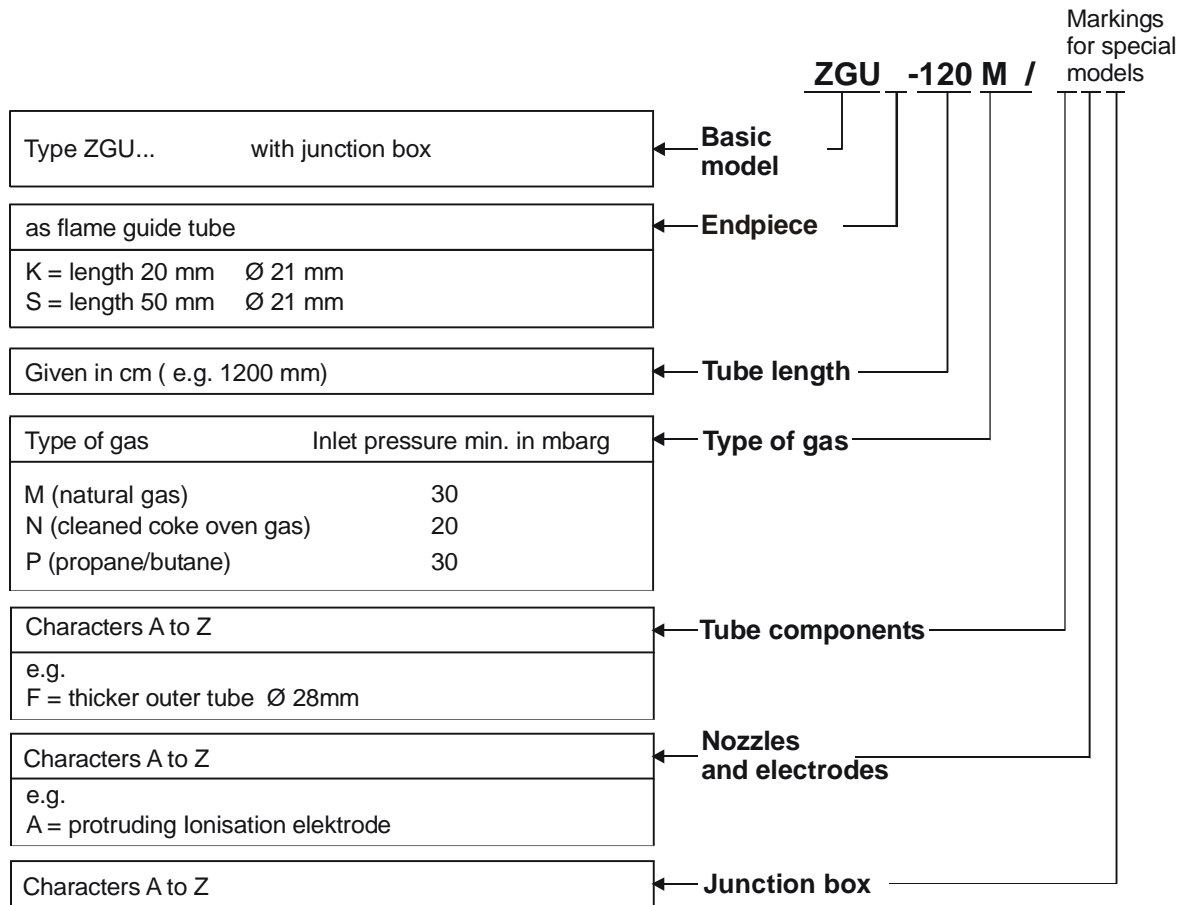 Markings
for special
models
ZGU -120 M /
Type ZGU... with junction box
Basic
model
as flame guide tube
Endpiece
K = length 20 mm Ø 21 mm
S = length 50 mm Ø 21 mm
Given in cm ( e.g. 1200 mm)
Tube length
Type of gas Inlet pressure min. in mbarg
Type of gas
M (natural gas) 30
N (cleaned coke oven gas) 20
P (propane/butane) 30
Characters A to Z
Tube components
e.g.
F = thicker outer tube Ø 28mm
Characters A to Z
Nozzles
and electrodes
e.g.
A = protruding Ionisation elektrode
Characters A to Z
Junction box